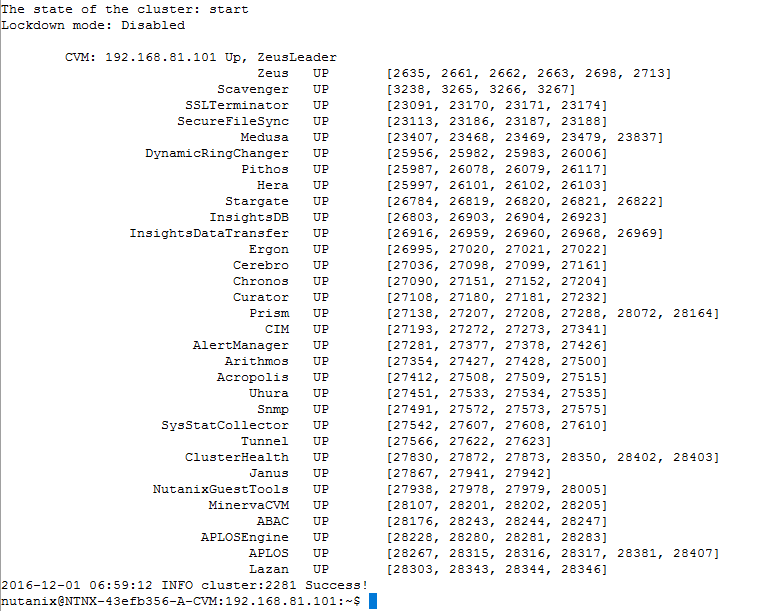 The state of the cluster: start
Lockdown mode: Disabled
CVM: 192.168.81.101 Up, ZeusLeader
Zeus UP [2635, 2661, 2662, 2663, 2698, 2713]
Scavenger UP [3238, 3265, 3266, 3267]
SSLTerminator UP [23091, 23170, 23171, 23174]
SecureFileSync UP [23113, 23186, 23187, 23188]
Medusa UP [23407, 23468, 23469, 23479, 23837]
DynamicRingChanger UP [25956, 25982, 25983, 26006]
Pithos UP [25987, 26078, 26079, 26117]
Hera UP [25997, 26101, 26102, 26103]
Stargate UP [26784, 26819, 26820, 26821, 26822]
InsightsDB UP [26803, 26903, 26904, 26923]
InsightsDataTransfer UP [26916, 26959, 26960, 26968, 26969]
Ergon UP [26995, 27020, 27021, 27022]
Cerebro UP [27036, 27098, 27099, 27161]
Chronos UP [27090, 27151, 27152, 27204]
Curator UP [27108, 27180, 27181, 27232]
Prism UP [27138, 27207, 27208, 27288, 28072, 28164]
CIM UP [27193, 27272, 27273, 27341]
AlertManager UP [27281, 27377, 27378, 27426]
Arithmos UP [27354, 27427, 27428, 27500]
Acropolis UP [27412, 27508, 27509, 27515]
Uhura UP [27451, 27533, 27534, 27535]
Snmp UP [27491, 27572, 27573, 27575]
SysStatCollector UP [27542, 27607, 27608, 27610]
Tunnel UP [27566, 27622, 27623]
ClusterHealth UP [27830, 27872, 27873, 28350, 28402, 28403]
Janus UP [27867, 27941, 27942]
NutanixGuestTools UP [27938, 27978, 27979, 28005]
MinervaCVM UP [28107, 28201, 28202, 28205]
ABAC UP [28176, 28243, 28244, 28247]
APLOSEngine UP [28228, 28280, 28281, 28283]
APLOS UP [28267, 28315, 28316, 28317, 28381, 28407]
Lazan UP [28303, 28343, 28344, 28346]
2016-12-01 06:59:12 INFO cluster:2281 Success!
nutanix@NTNX-43efb356-A-CVM:192.168.81.101:~$